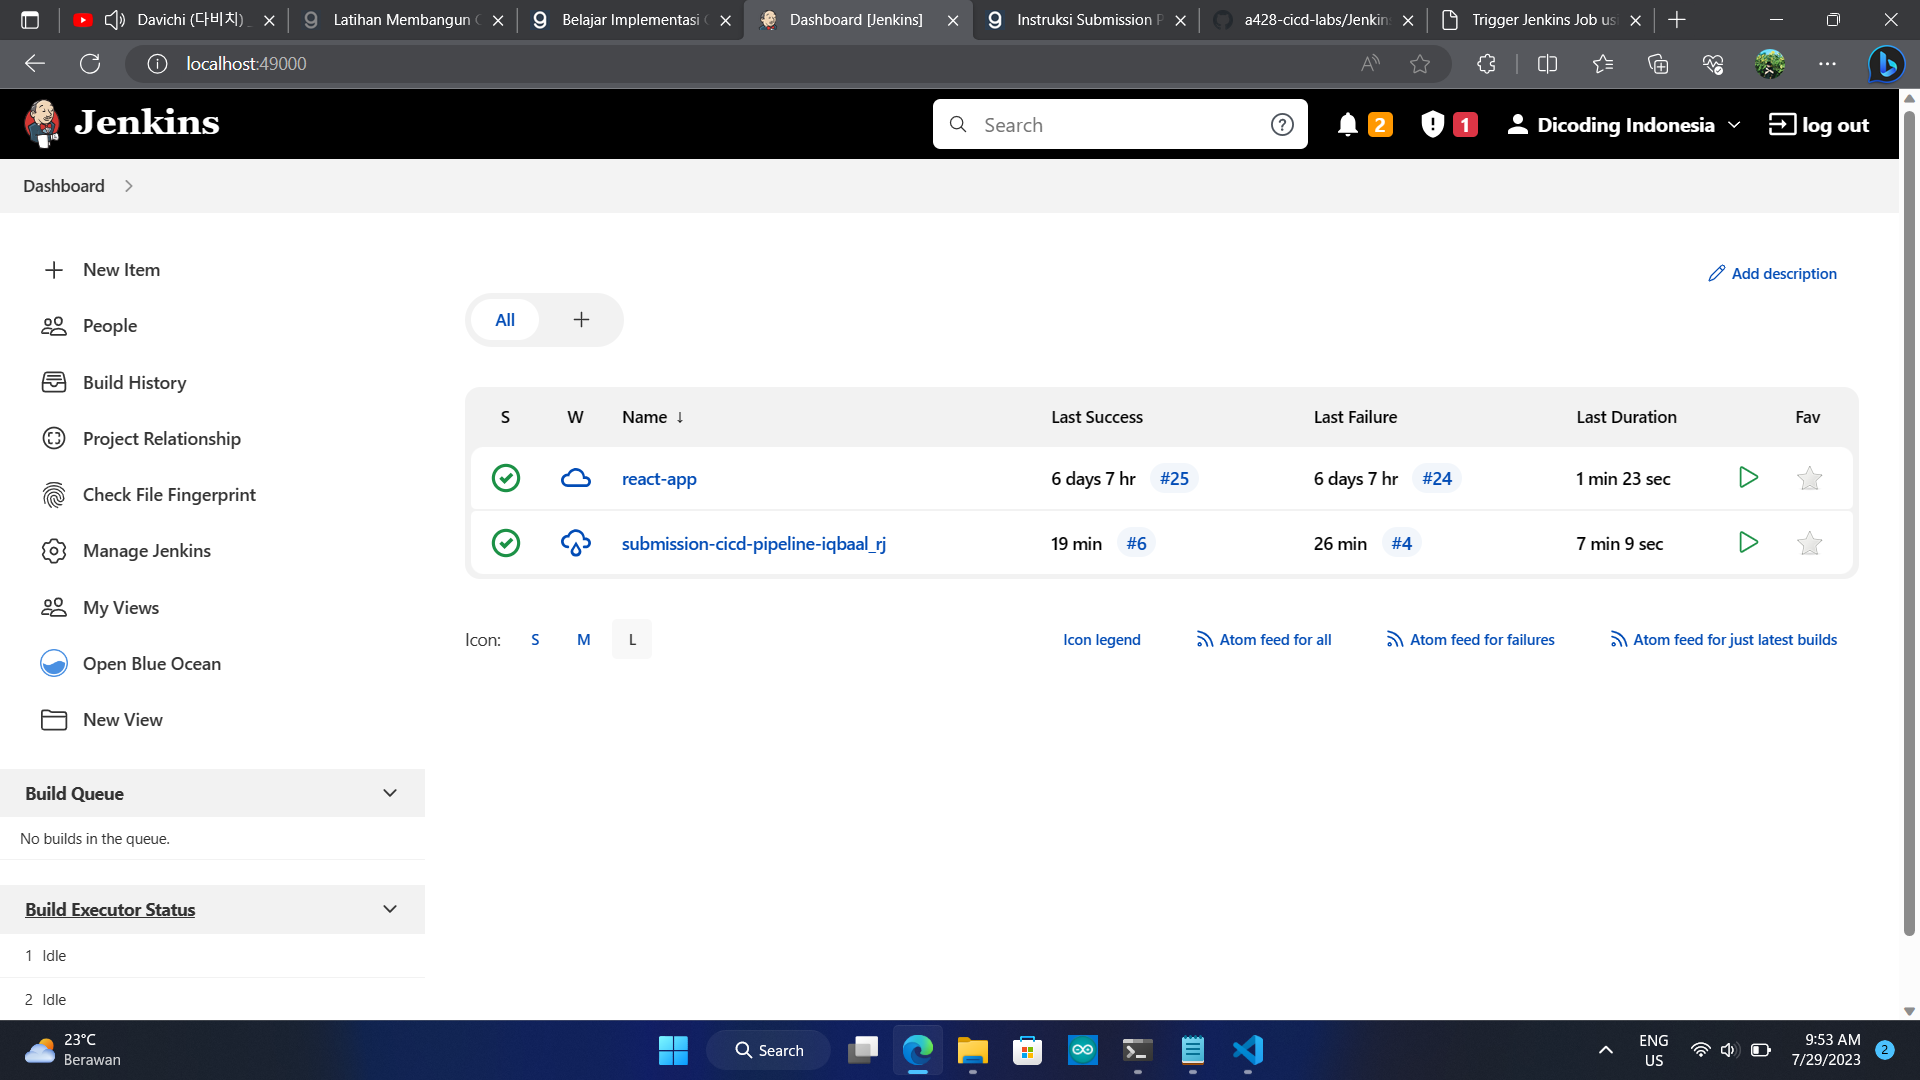 Davichi (다비치)
Latihan Membangun
Belajar Implementasi
Dashboard [Jenkins]
Instruksi Submission
a428-cicd-labs/Jenkins
Trigger Jenkins Job us
localhost:49000
Jenkins
Search
2
1
Dicoding Indonesia
log out
Dashboard
New Item
People
Build History
Project Relationship
Check File Fingerprint
Manage Jenkins
My Views
Open Blue Ocean
New View
Build Queue
No builds in the queue.
Build Executor Status
1 Idle
2 Idle
Add description
All
S W Name ↓ Last Success Last Failure Last Duration Fav
react-app 6 days 7 hr #25 6 days 7 hr #24 1 min 23 sec
submission-cicd-pipeline-iqbaal_rj 19 min #6 26 min #4 7 min 9 sec
Icon: S M L
Icon legend
Atom feed for all
Atom feed for failures
Atom feed for just latest builds
23°C
Berawan
Search
ENG
US
9:53 AM
7/29/2023
2